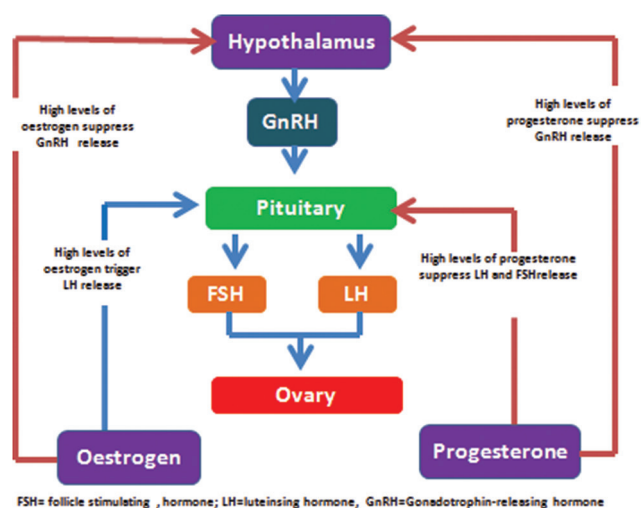 Hypothalamus
High levels of
oestrogen suppress
GnRH release
GnRH
High levels of
progesterone suppress
GnRH release
Pituitary
High levels of
oestrogen trigger
LH release
High levels of progesterone
suppress LH and FSHrelease
FSH
LH
Ovary
Oestrogen
Progesterone
FSH= follicle stimulating , hormone; LH=luteinsing hormone, GnRH=Gonadotrophin-releasing hormone